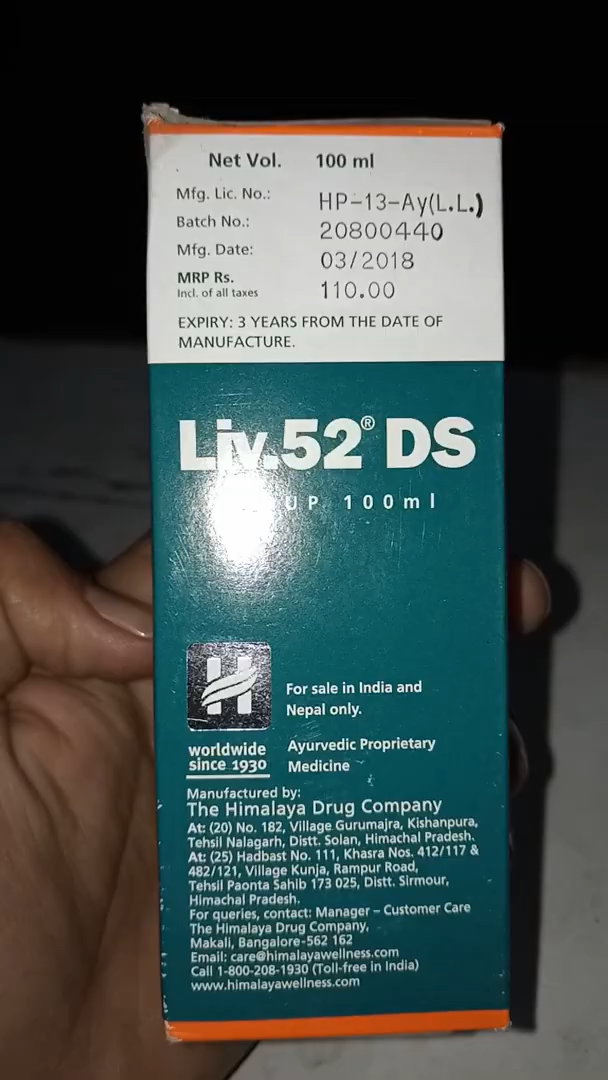 Net Vol. 100 ml
Mfg. Lic. No.: HP-13-Ay(L.L.)
Batch No.: 20800440
Mfg. Date: 03/2018
MRP Rs. 110.00
Incl. of all taxes
EXPIRY: 3 YEARS FROM THE DATE OF
MANUFACTURE.
Liv.52® DS
UP 100ml
For sale in India and
Nepal only.
worldwide
since 1930
Ayurvedic Proprietary
Medicine
Manufactured by:
The Himalaya Drug Company
At: (20) No. 182, Village Gurumajra, Kishanpura,
Tehsil Nalagarh, Distt. Solan, Himachal Pradesh.
At: (25) Hadbast No. 111, Khasra Nos. 412/117 &
482/121, Village Kunja, Rampur Road,
Tehsil Paonta Sahib 173 025, Distt. Sirmour,
Himachal Pradesh.
For queries, contact: Manager – Customer Care
The Himalaya Drug Company,
Makali, Bangalore-562 162
Email: care@himalayawellness.com
Call 1-800-208-1930 (Toll-free in India)
www.himalayawellness.com